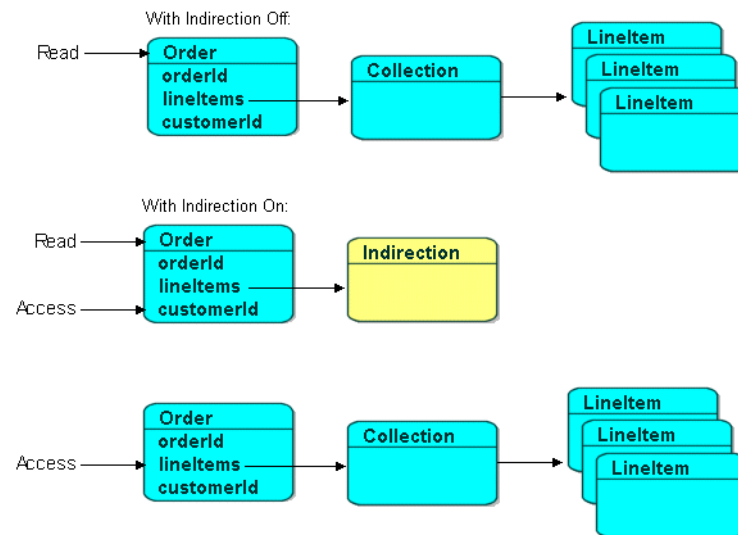 With Indirection Off:
Read
Order
orderId
lineItems
customerId
Collection
LineItem
LineItem
LineItem
With Indirection On:
Read
Order
orderId
lineItems
Access
customerId
Indirection
Order
orderId
Access
lineItems
customerId
Collection
LineItem
LineItem
LineItem